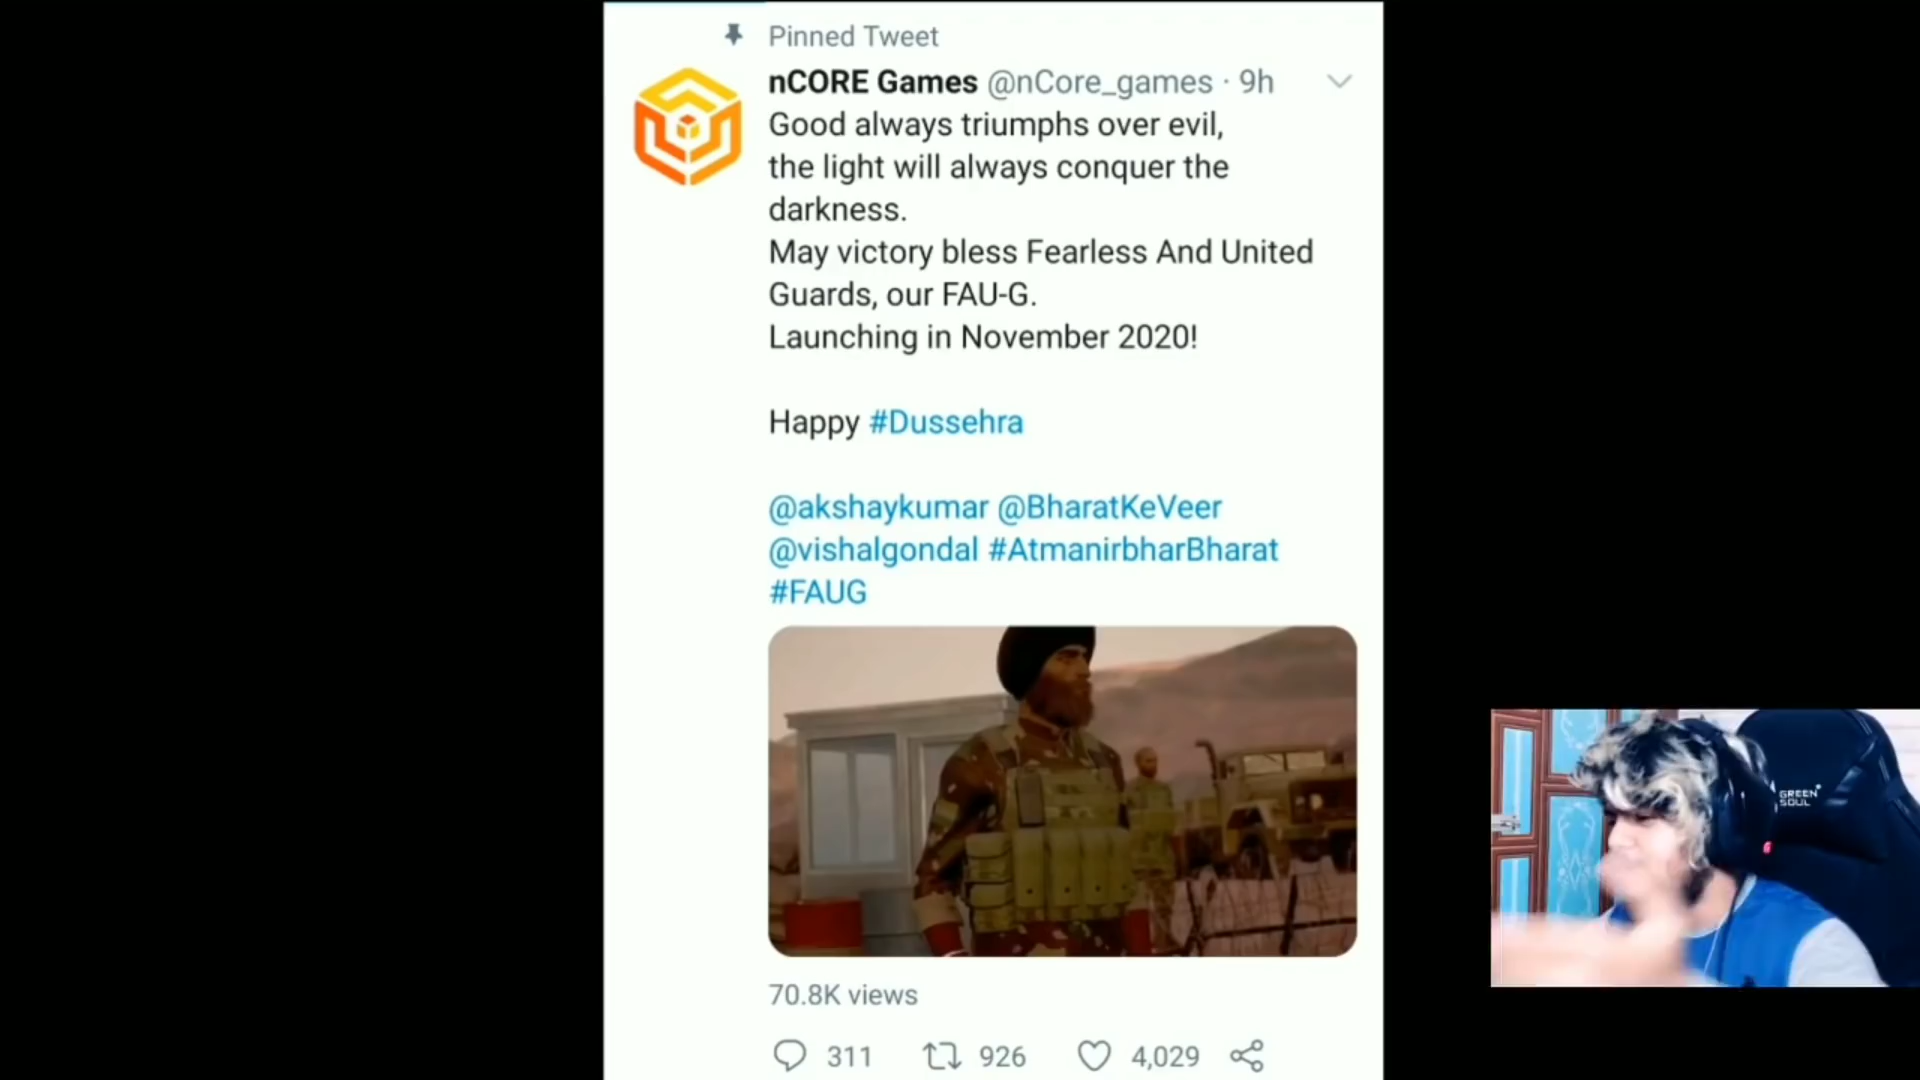 Pinned Tweet
nCORE Games @nCore_games · 9h
Good always triumphs over evil,
the light will always conquer the
darkness.
May victory bless Fearless And United
Guards, our FAU-G.
Launching in November 2020!
Happy #Dussehra
@akshaykumar @BharatKeVeer
@vishalgondal #AtmanirbharBharat
#FAUG
70.8K views
311 926 4,029
GREEN
SOUL